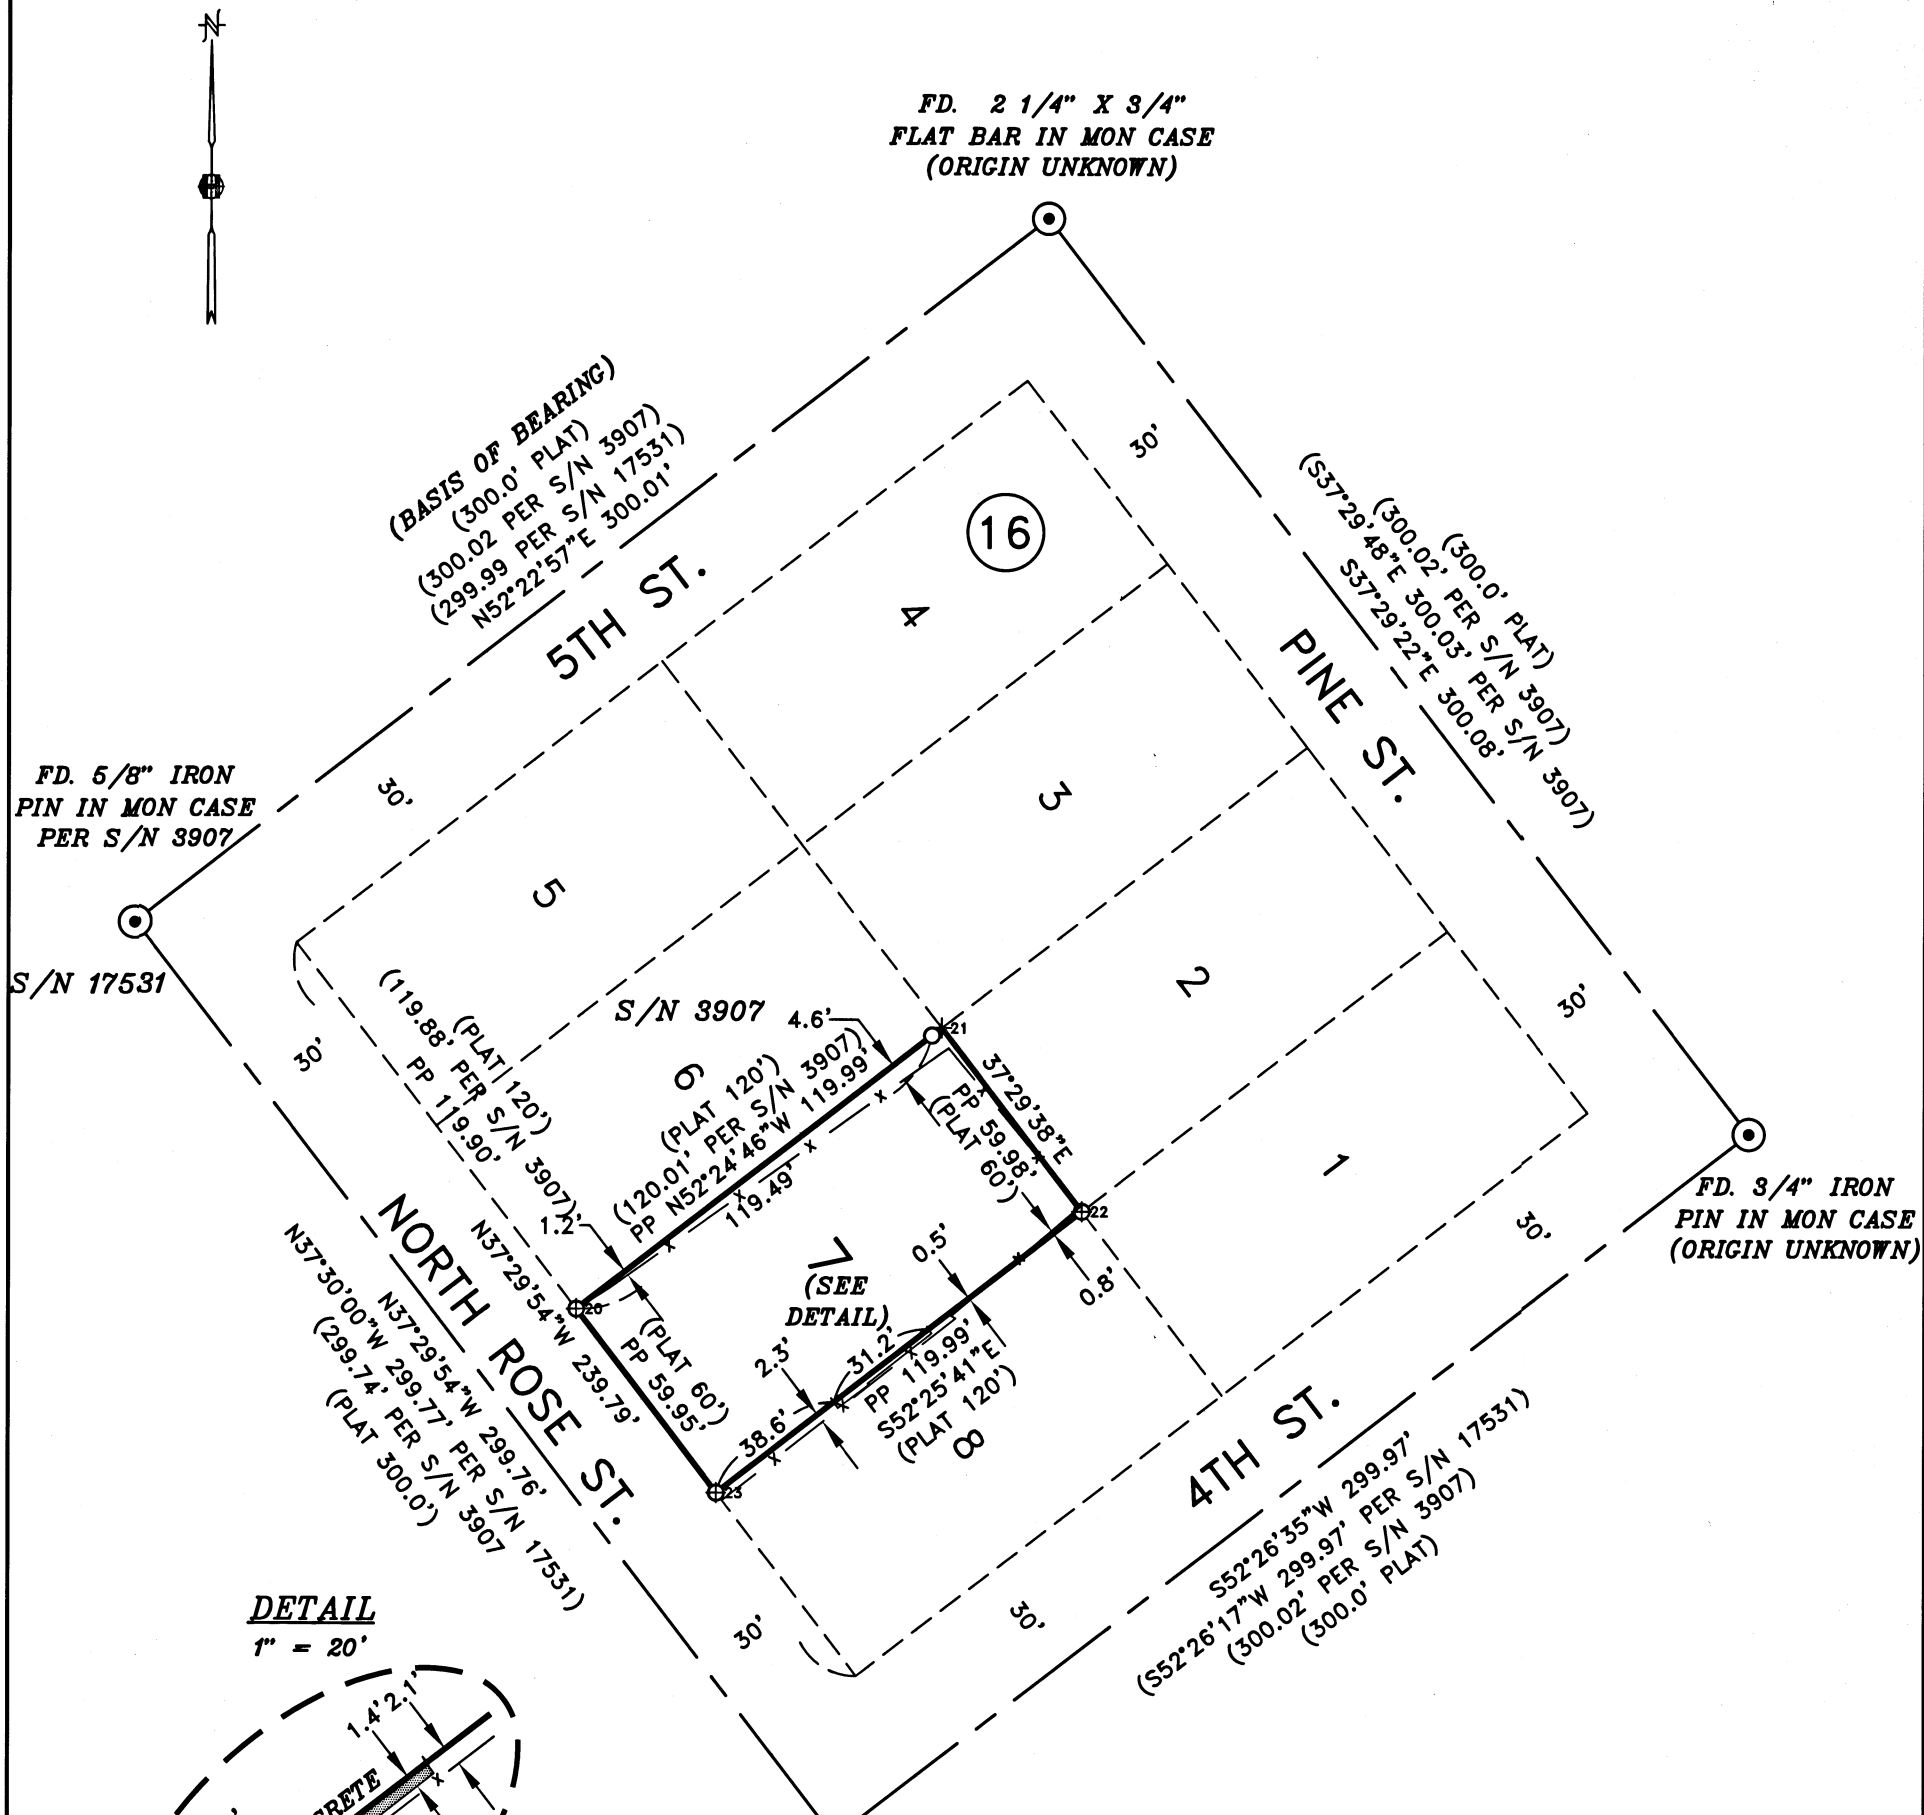 N
FD. 2 1/4" X 3/4"
FLAT BAR IN MON CASE
(ORIGIN UNKNOWN)
(BASIS OF BEARING)
(300.0' PLAT)
(300.02 PER S/N 3907)
(299.99 PER S/N 17531)
N52°22'57"E 300.01'
5TH ST.
30'
16
(300.0' PLAT)
(300.02' PER S/N 3907)
(S37°29'48"E 300.03' PER S/N 3907)
S37°29'22"E 300.08'
PINE ST.
4
3
2
1
5
6
FD. 5/8" IRON
PIN IN MON CASE
PER S/N 3907
S/N 17531
30'
30'
(PLAT 120')
(119.88' PER S/N 3907)
PP 119.90'
S/N 3907
4.6'
21
(PLAT 120')
(120.01' PER S/N 3907)
PP N52°24'46"W 119.99'
119.49'
1.2'
37°29'38"E
PP 59.98'
(PLAT 60')
22
30'
30'
FD. 3/4" IRON
PIN IN MON CASE
(ORIGIN UNKNOWN)
20
7
(SEE
DETAIL)
0.5'
0.8'
N37°29'54"W 239.79'
(PLAT 60')
PP 59.95'
2.3'
31.2'
38.6'
23
PP 119.99'
S52°25'41"E
(PLAT 120')
8
NORTH ROSE ST.
N37°29'54"W 299.76'
N37°30'00"W 299.77' PER S/N 17531)
(299.74' PER S/N 3907
(PLAT 300.0')
4TH ST.
S52°26'35"W 299.97'
(S52°26'17"W 299.97' PER S/N 17531)
(300.02' PER S/N 3907)
(300.0' PLAT)
30'
30'
DETAIL
1" = 20'
1.4'
2.1'